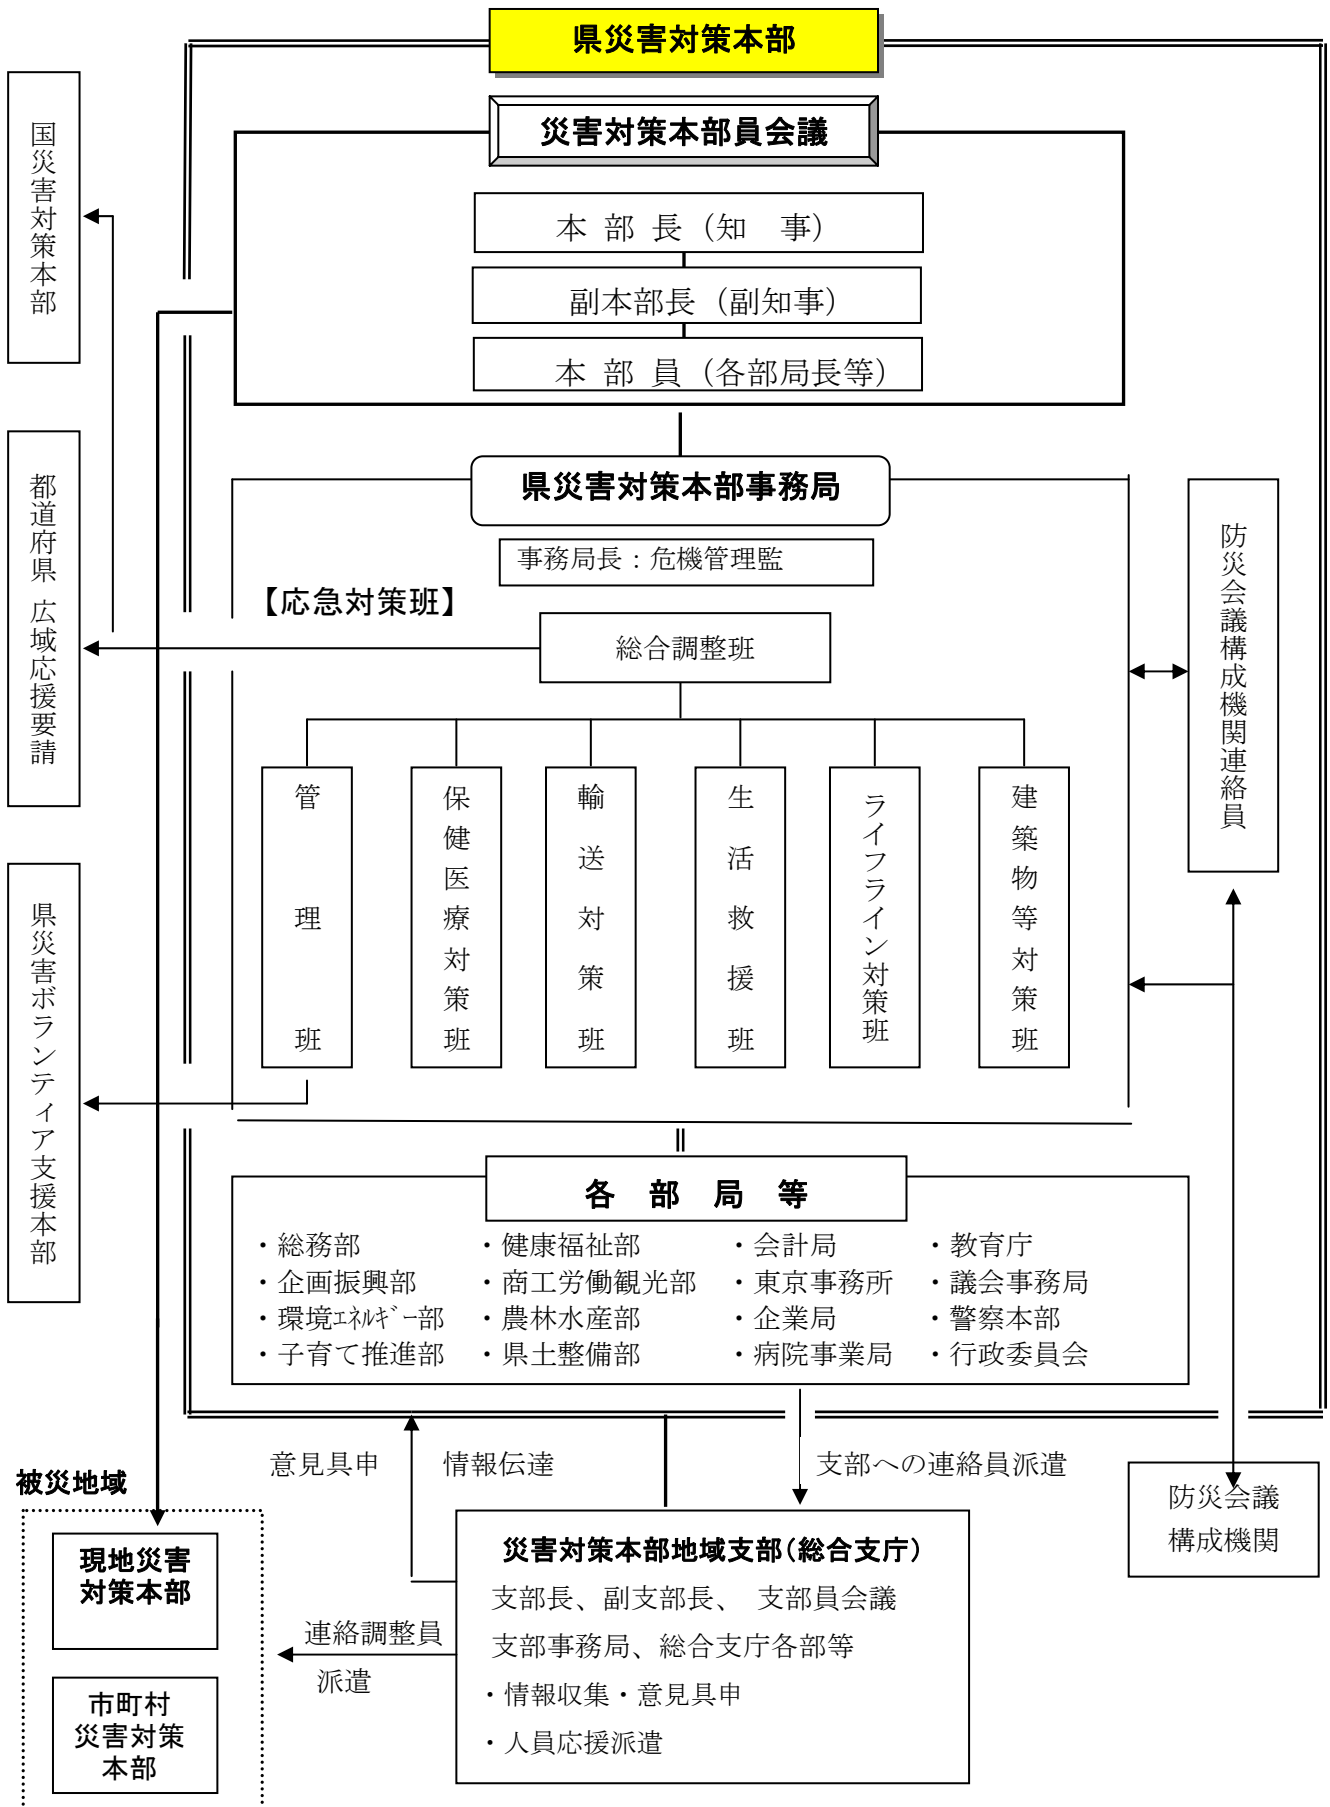 県災害対策本部
災害対策本部員会議
本 部 長（知　事）
副本部長（副知事）
本 部 員（各部局長等）
国災害対策本部
都道府県 広域応援要請
県災害ボランティア支援本部
県災害対策本部事務局
事務局長：危機管理監
【応急対策班】
総合調整班
管理班
保健医療対策班
輸送対策班
生活救援班
ライフライン対策班
建築物等対策班
防災会議構成機関連絡員
各　部　局　等
・総務部
・企画振興部
・環境ｴﾈﾙｷﾞｰ部
・子育て推進部
・健康福祉部
・商工労働観光部
・農林水産部
・県土整備部
・会計局
・東京事務所
・企業局
・病院事業局
・教育庁
・議会事務局
・警察本部
・行政委員会
意見具申
情報伝達
支部への連絡員派遣
防災会議
構成機関
被災地域
現地災害
対策本部
市町村
災害対策
本部
連絡調整員
派遣
災害対策本部地域支部（総合支庁）
支部長、副支部長、 支部員会議
支部事務局、総合支庁各部等
・情報収集・意見具申
・人員応援派遣